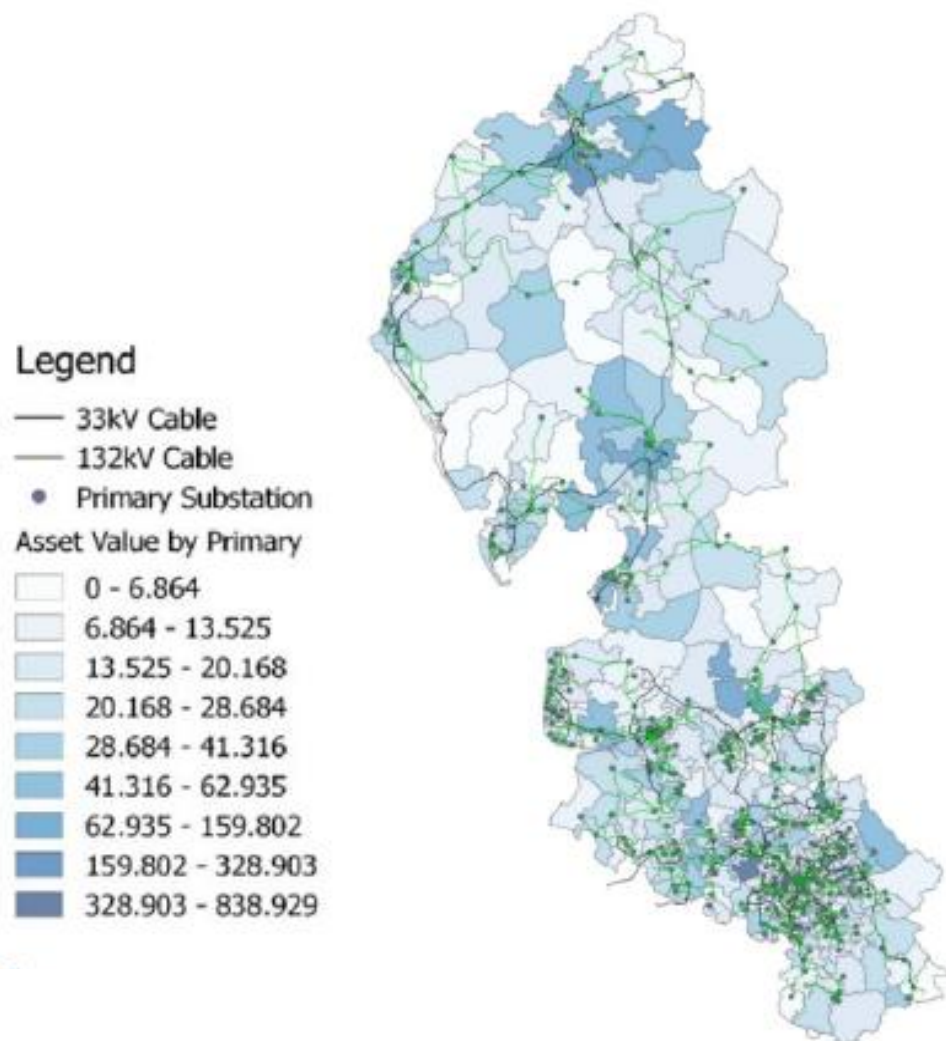 Legend
33kV Cable
132kV Cable
Primary Substation
Asset Value by Primary
0 - 6.864
6.864 - 13.525
13.525 - 20.168
20.168 - 28.684
28.684 - 41.316
41.316 - 62.935
62.935 - 159.802
159.802 - 328.903
328.903 - 838.929